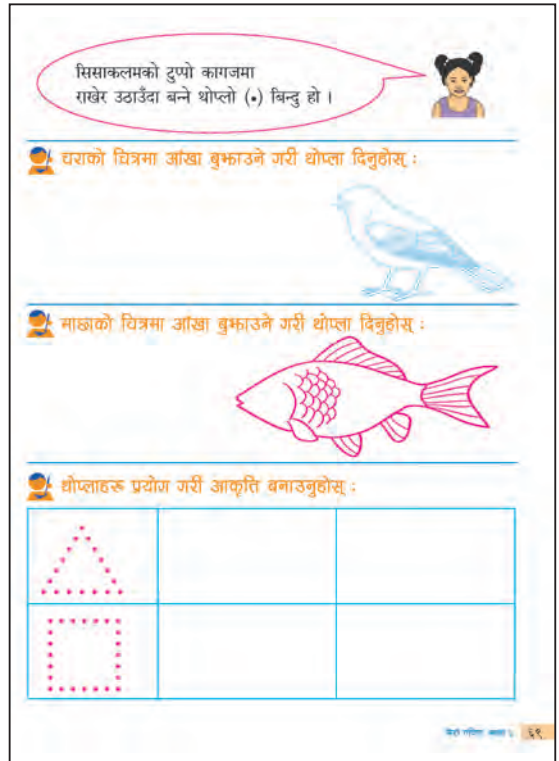 सिसाकलमको टुप्पो कागजमा
राखेर उठाउँदा बन्ने थोप्लो (•) बिन्दु हो ।
चराको चित्रमा आँखा बुझाउने गरी थोप्ला दिनुहोस् :
माछाको चित्रमा आँखा बुझाउने गरी थोप्ला दिनुहोस् :
थोप्लाहरू प्रयोग गरी आकृति बनाउनुहोस् :
६९